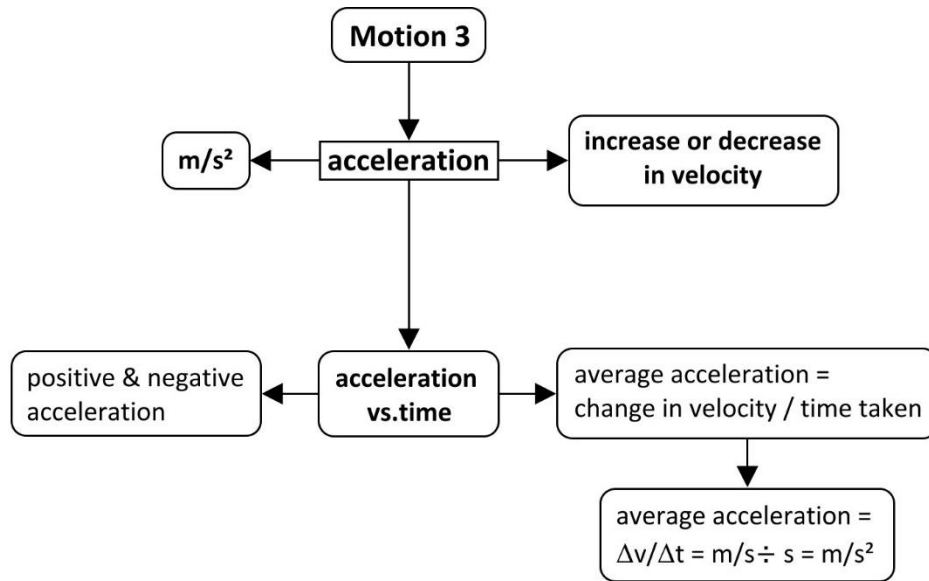 Motion 3
m/s²
acceleration
increase or decrease
in velocity
positive & negative
acceleration
acceleration
vs.time
average acceleration =
change in velocity / time taken
average acceleration =
Δv/Δt = m/s÷ s = m/s²